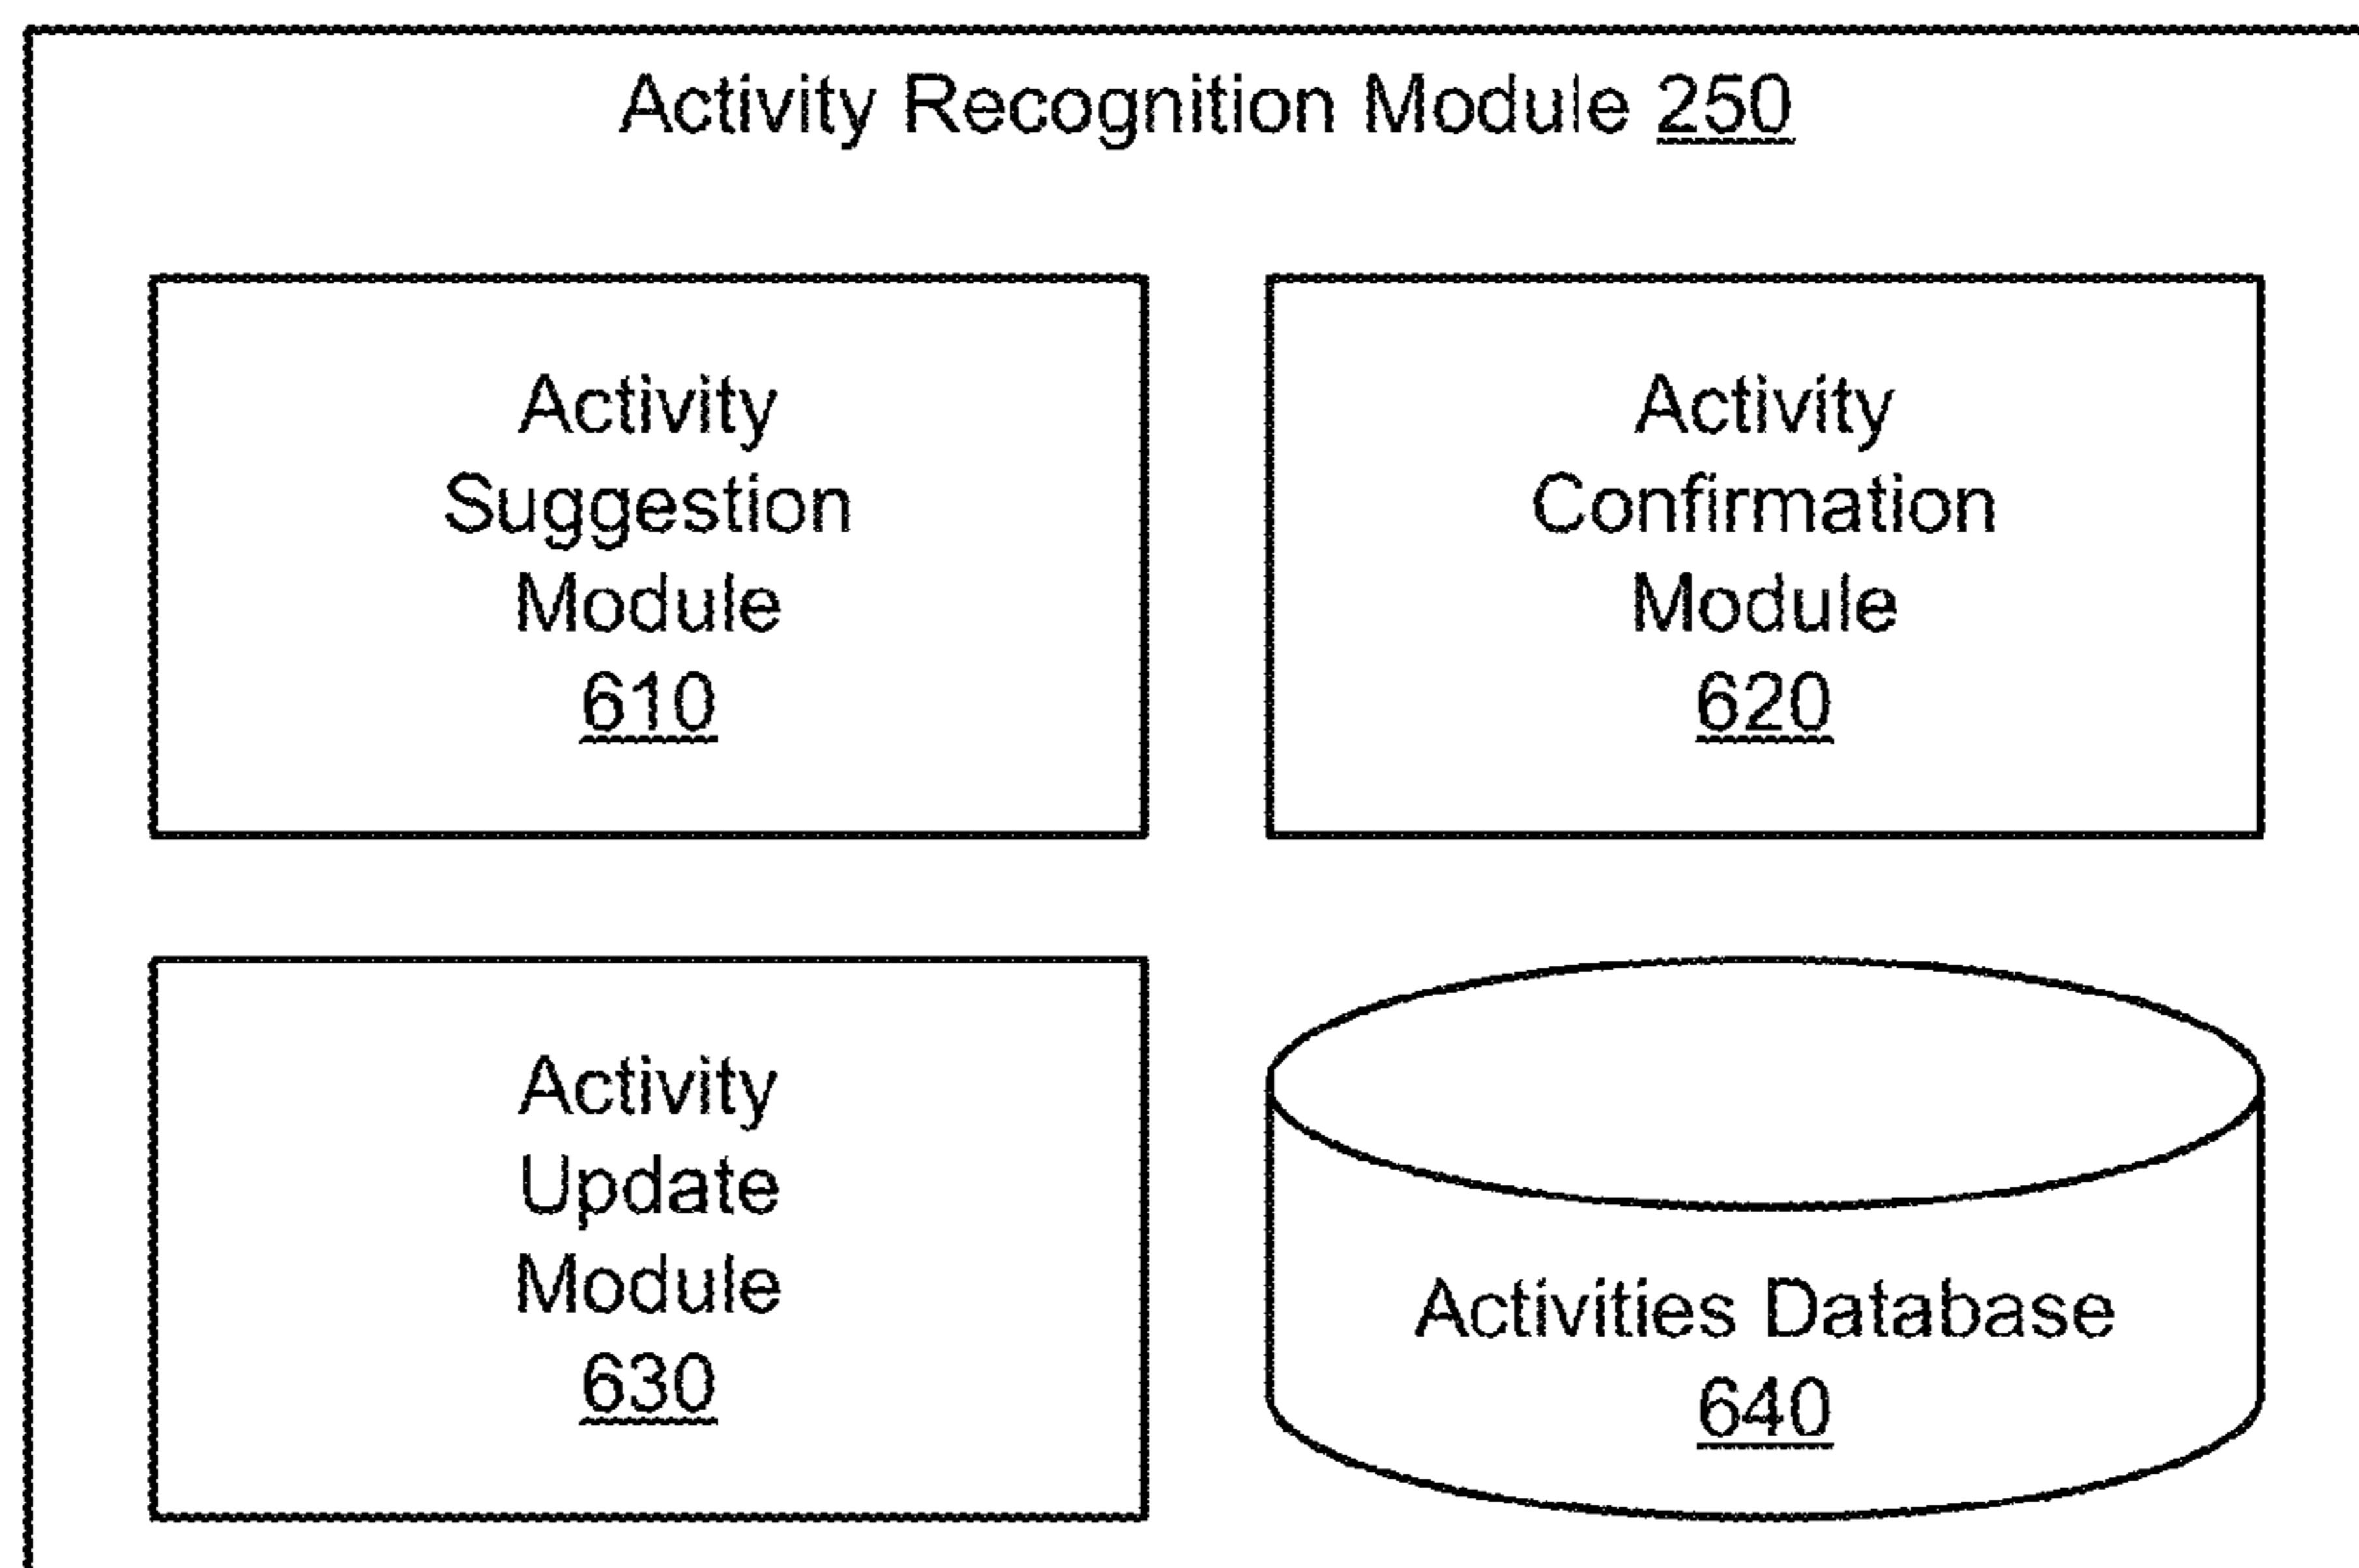 Activity Recognition Module 250
Activity
Suggestion
Module
610
Activity
Confirmation
Module
620
Activity
Update
Module
630
Activities Database
640